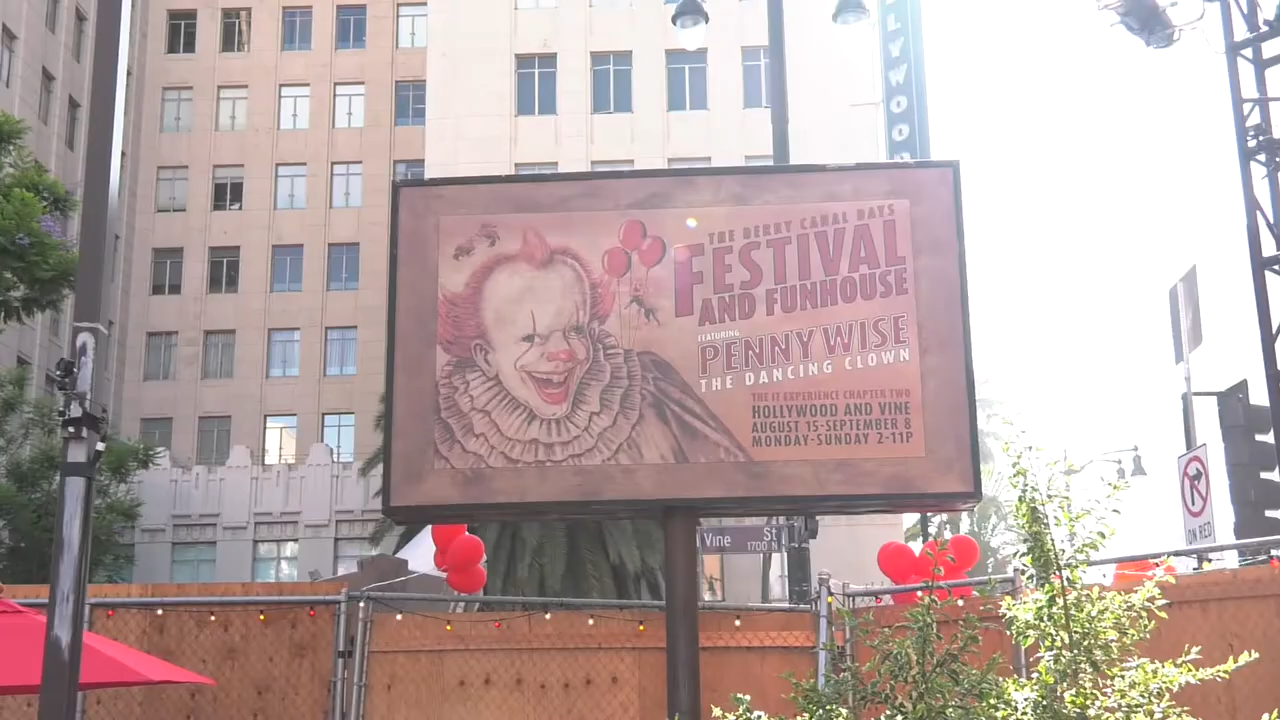 LLYWOO
THE DERRY CANAL DAYS
FESTIVAL
AND FUNHOUSE
FEATURING
PENNYWISE
THE DANCING CLOWN
THE IT EXPERIENCE CHAPTER TWO
HOLLYWOOD AND VINE
AUGUST 15-SEPTEMBER 8
MONDAY-SUNDAY 2-11P
Vine St
1700 N
ON RED